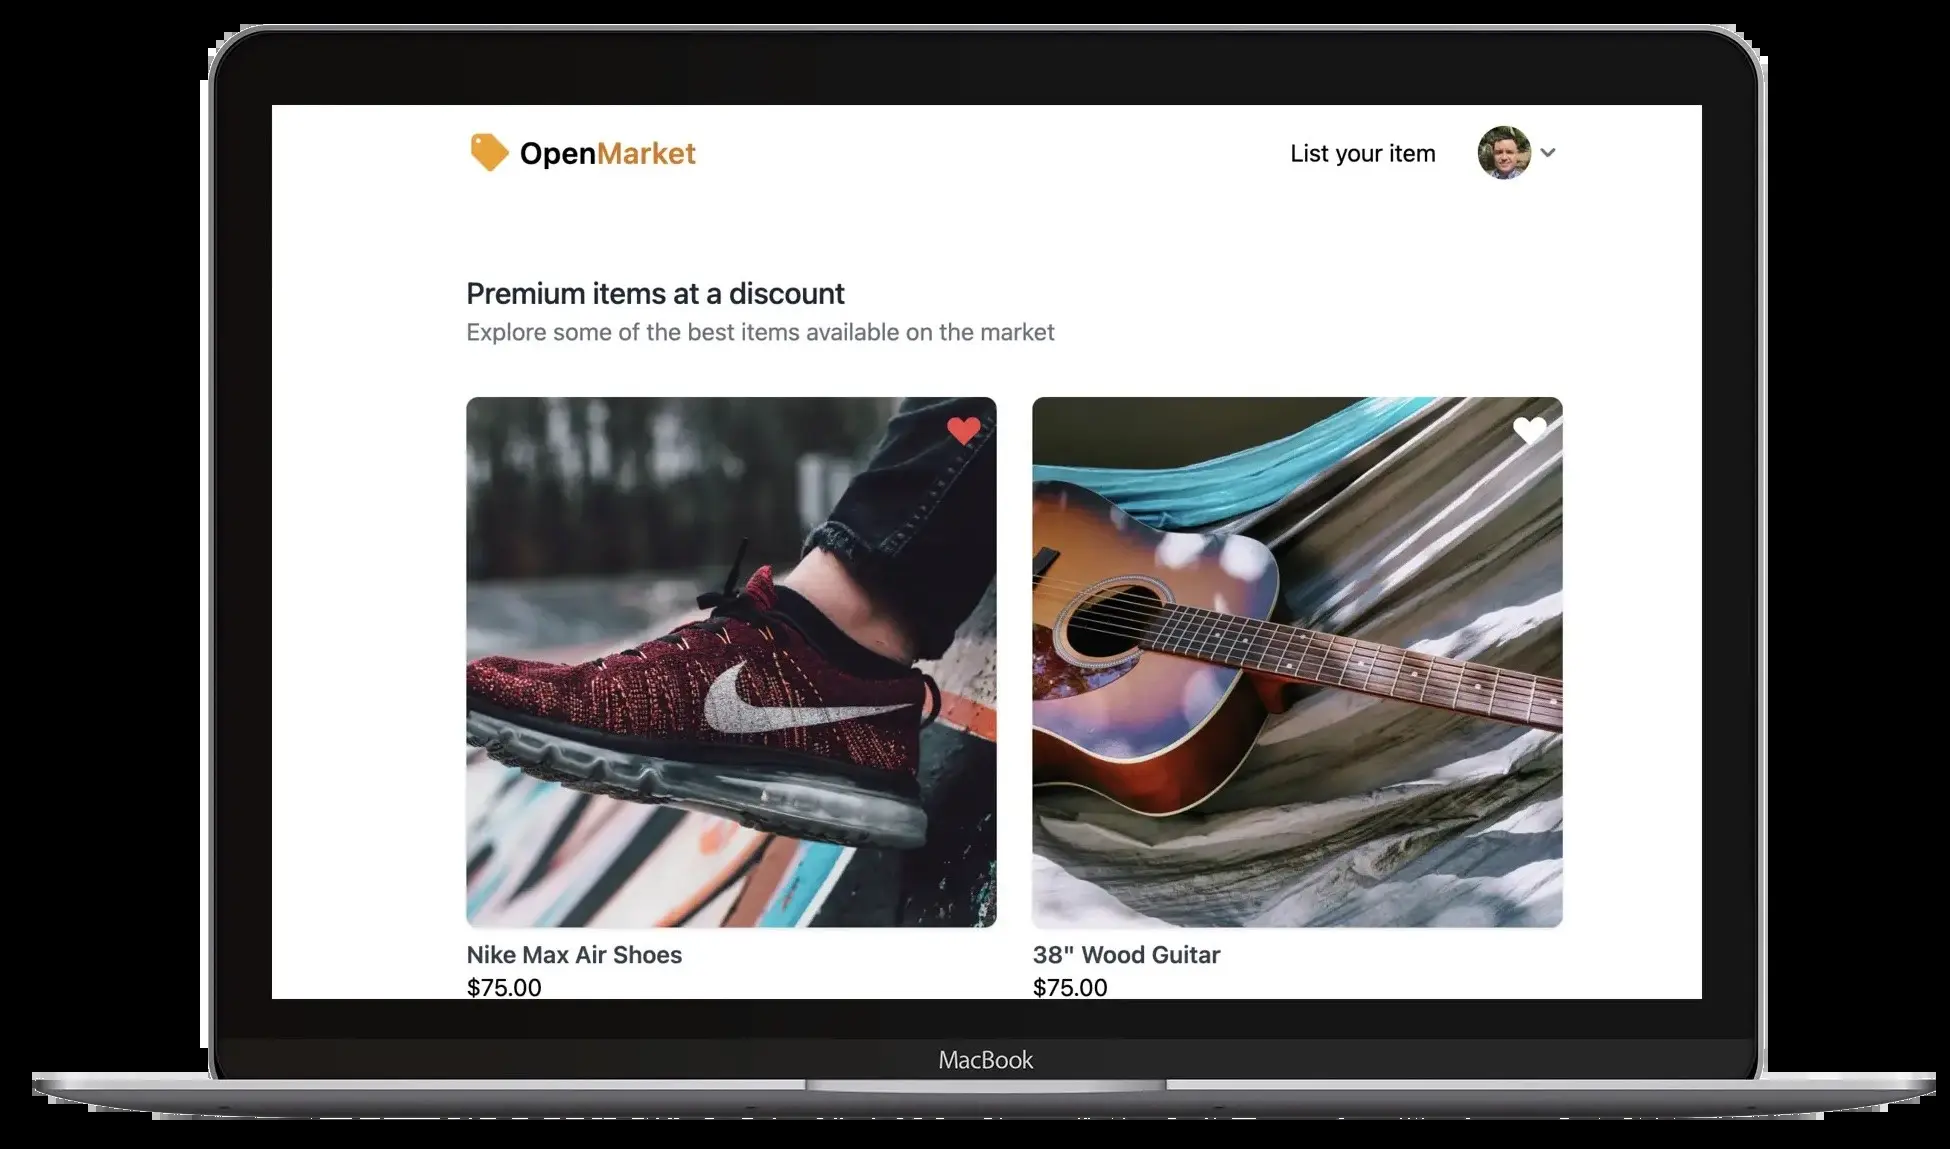 OpenMarket
List your item
Premium items at a discount
Explore some of the best items available on the market
Nike Max Air Shoes
$75.00
38" Wood Guitar
$75.00
MacBook